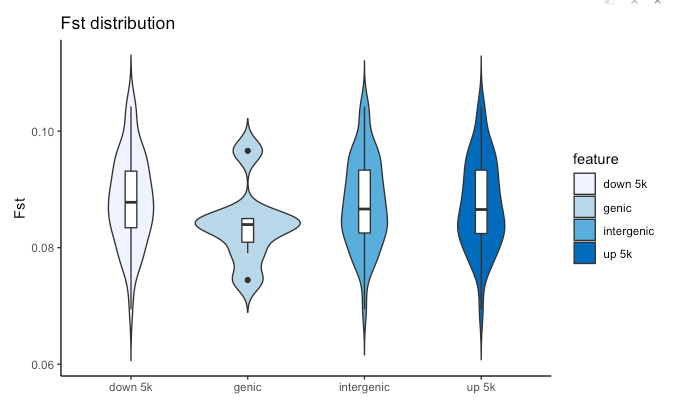 Fst distribution
0.10
0.08
0.06
Fst
down 5k
genic
intergenic
up 5k
feature
down 5k
genic
intergenic
up 5k